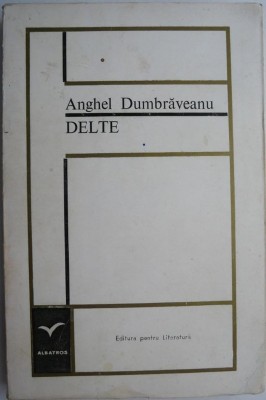 Anghel Dumbrăveanu
DELTE
Editura pentru Literatură
ALBATROS